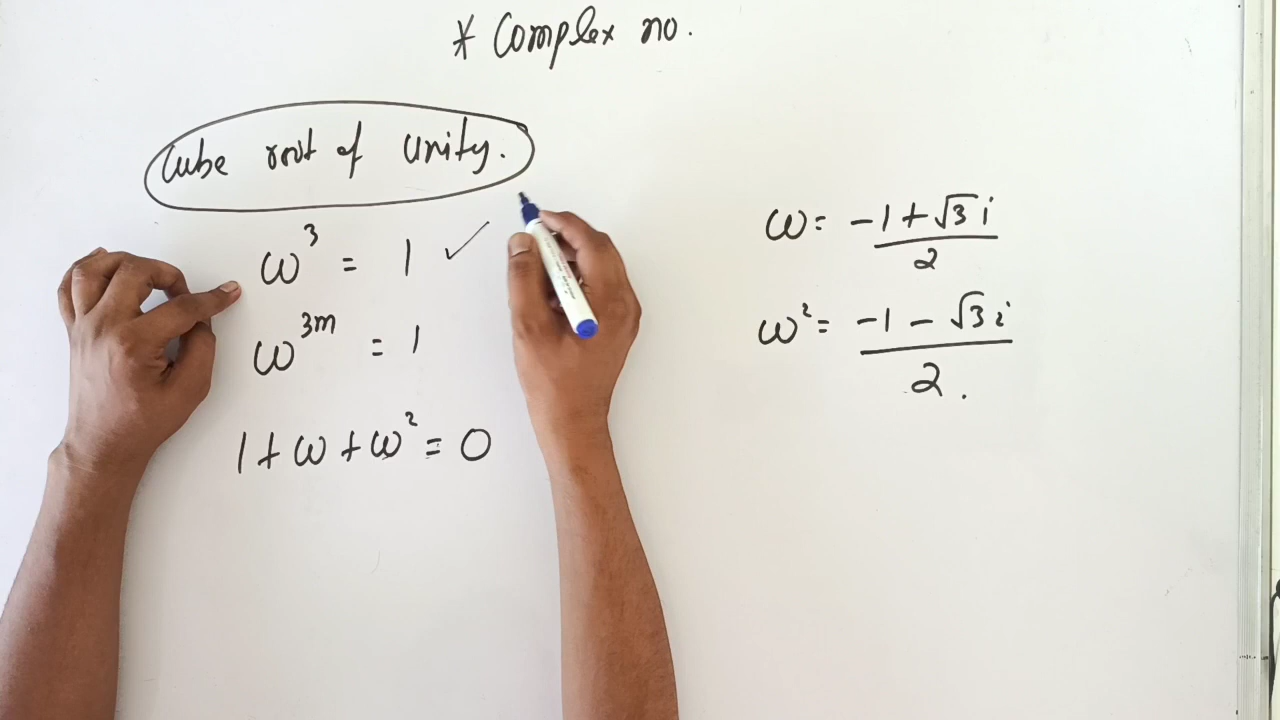 * Complex no.
Cube root of unity.
ω³ = 1 ✓
ω³ᵐ = 1
1 + ω + ω² = 0
ω = (-1 + √3 i)/2
ω² = (-1 - √3 i)/2.